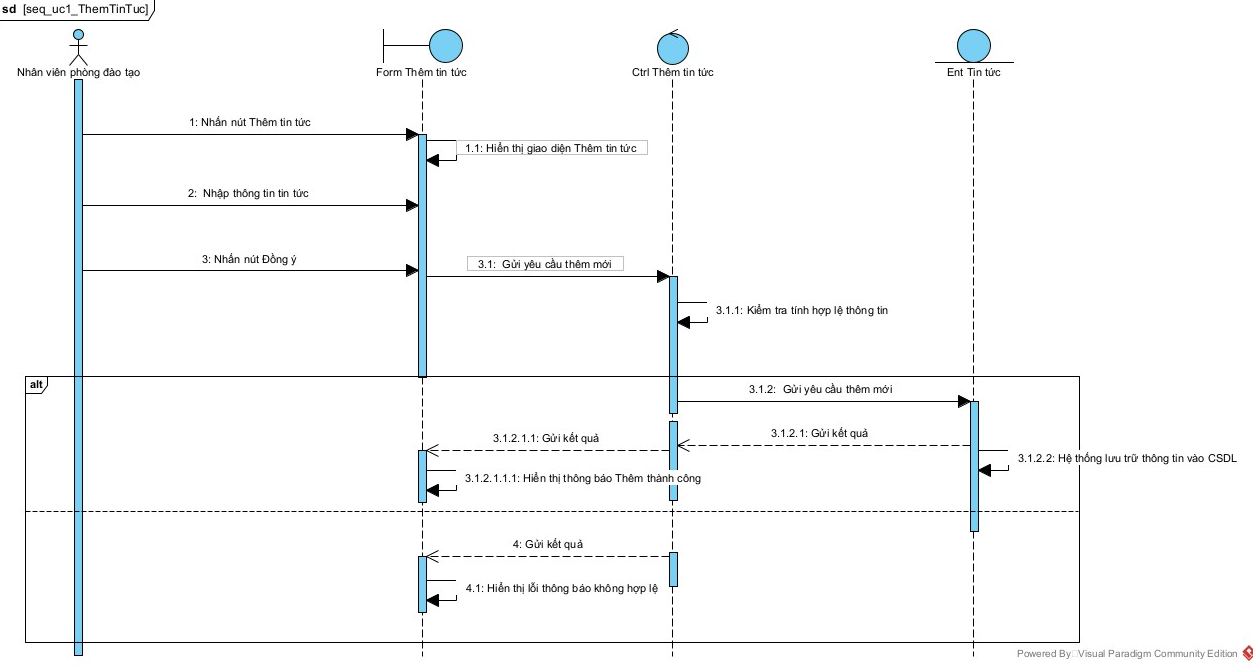 sd [seq_uc1_ThemTinTuc]
Nhân viên phòng đào tạo
Form Thêm tin tức
Ctrl Thêm tin tức
Ent Tin tức
1: Nhấn nút Thêm tin tức
1.1: Hiển thị giao diện Thêm tin tức
2: Nhập thông tin tin tức
3: Nhấn nút Đồng ý
3.1: Gửi yêu cầu thêm mới
3.1.1: Kiểm tra tính hợp lệ thông tin
alt
3.1.2: Gửi yêu cầu thêm mới
3.1.2.1: Gửi kết quả
3.1.2.1.1: Gửi kết quả
3.1.2.2: Hệ thống lưu trữ thông tin vào CSDL
3.1.2.1.1.1: Hiển thị thông báo Thêm thành công
4: Gửi kết quả
4.1: Hiển thị lỗi thông báo không hợp lệ
Powered By Visual Paradigm Community Edition